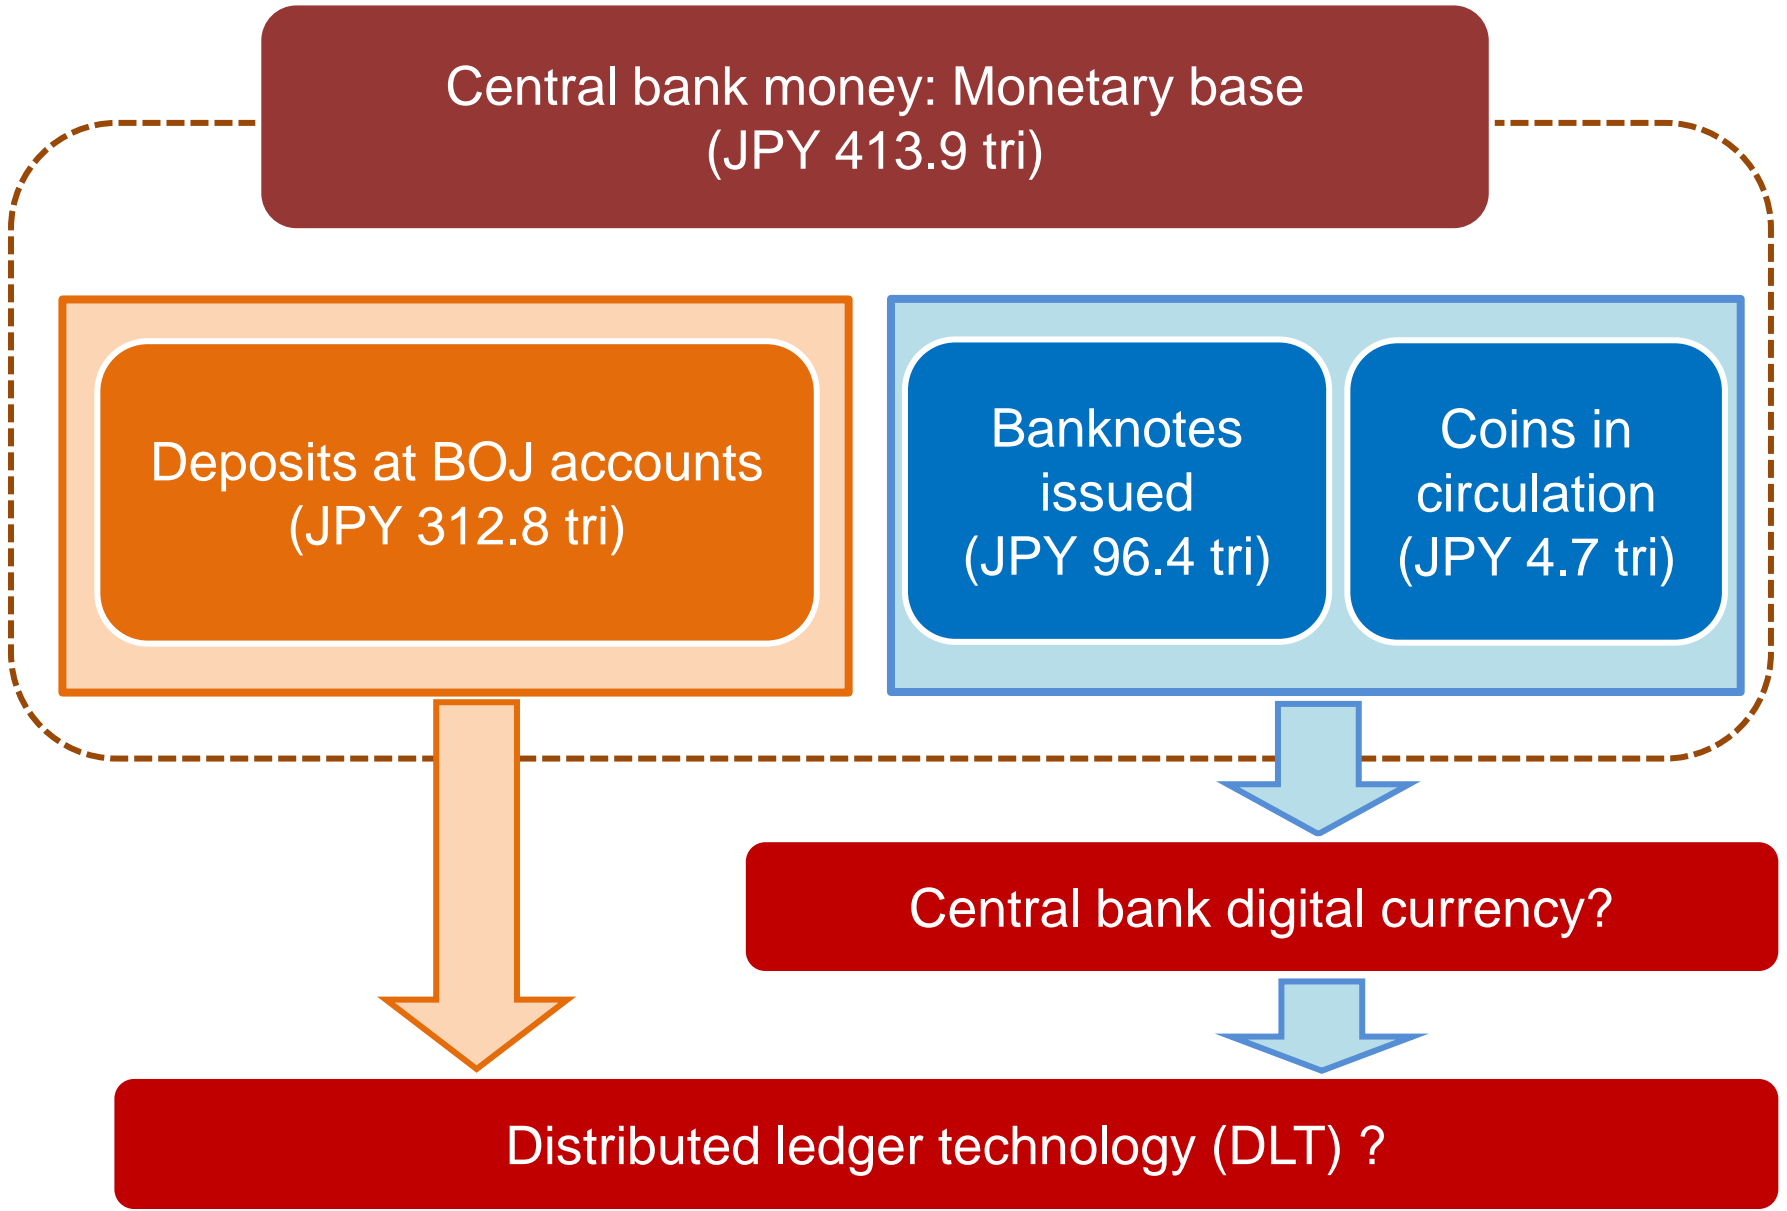 Central bank money: Monetary base
(JPY 413.9 tri)
Deposits at BOJ accounts
(JPY 312.8 tri)
Banknotes
issued
(JPY 96.4 tri)
Coins in
circulation
(JPY 4.7 tri)
Central bank digital currency?
Distributed ledger technology (DLT) ?